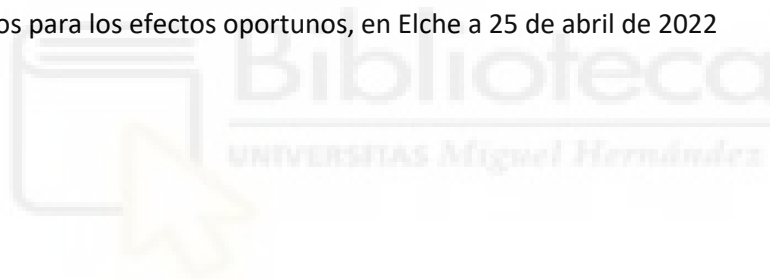 os para los efectos oportunos, en Elche a 25 de abril de 2022
Biblioteca
UNIVERSITAS Miguel Hernández